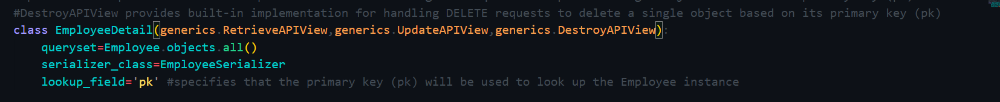 #DestroyAPIView provides built-in implementation for handling DELETE requests to delete a single object based on its primary key (pk)
class EmployeeDetail(generics.RetrieveAPIView,generics.UpdateAPIView,generics.DestroyAPIView):
    queryset=Employee.objects.all()
    serializer_class=EmployeeSerializer
    lookup_field='pk' #specifies that the primary key (pk) will be used to look up the Employee instance